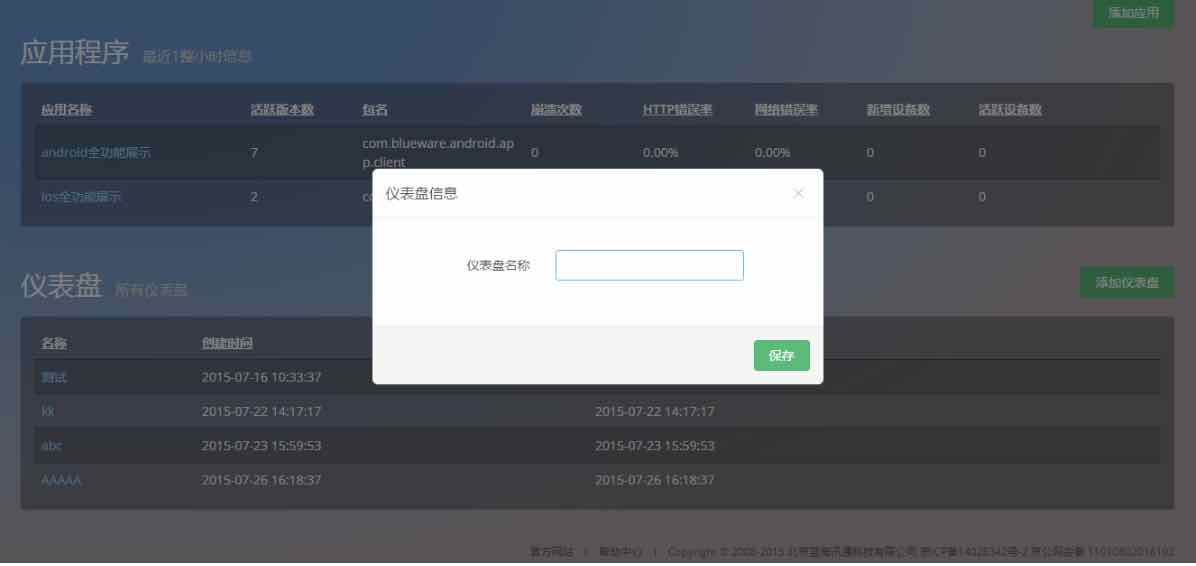 添加应用
应用程序 最近1整小时信息
应用名称 活跃版本数 包名 崩溃次数 HTTP错误率 网络错误率 新增设备数 活跃设备数
android全功能展示 7 com.blueware.android.ap
p.client 0 0.00% 0.00% 0 0
ios全功能展示 2 0 0
仪表盘信息 ×
仪表盘名称
保存
仪表盘 所有仪表盘 添加仪表盘
名称 创建时间
测试 2015-07-16 10:33:37
kk 2015-07-22 14:17:17 2015-07-22 14:17:17
abc 2015-07-23 15:59:53 2015-07-23 15:59:53
AAAAA 2015-07-26 16:18:37 2015-07-26 16:18:37
官方网站 | 帮助中心 | Copyright © 2008-2015 北京蓝海讯通科技有限公司 京ICP备14028342号-2 京公网安备 11010802016192